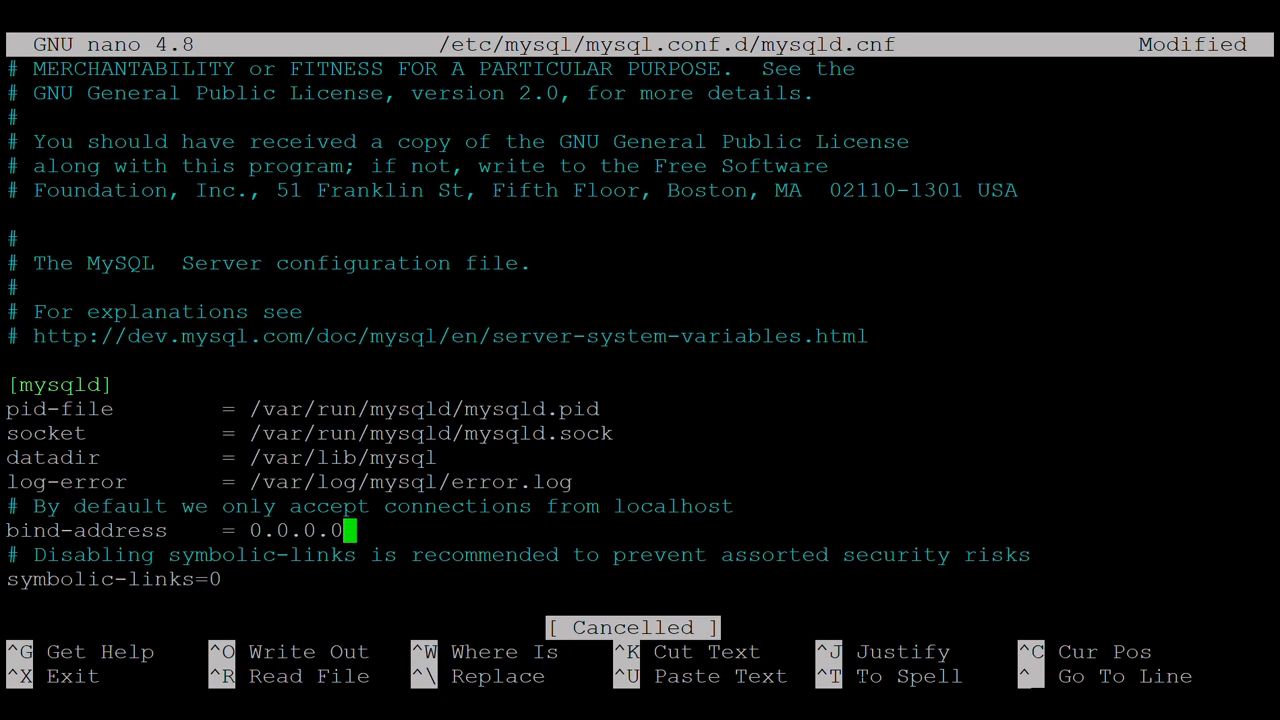 GNU nano 4.8 /etc/mysql/mysql.conf.d/mysqld.cnf Modified
# MERCHANTABILITY or FITNESS FOR A PARTICULAR PURPOSE.  See the
# GNU General Public License, version 2.0, for more details.
#
# You should have received a copy of the GNU General Public License
# along with this program; if not, write to the Free Software
# Foundation, Inc., 51 Franklin St, Fifth Floor, Boston, MA  02110-1301 USA
#
# The MySQL  Server configuration file.
#
# For explanations see
# http://dev.mysql.com/doc/mysql/en/server-system-variables.html
[mysqld]
pid-file        = /var/run/mysqld/mysqld.pid
socket          = /var/run/mysqld/mysqld.sock
datadir         = /var/lib/mysql
log-error       = /var/log/mysql/error.log
# By default we only accept connections from localhost
bind-address    = 0.0.0.0
# Disabling symbolic-links is recommended to prevent assorted security risks
symbolic-links=0
[ Cancelled ]
^G Get Help ^O Write Out ^W Where Is ^K Cut Text ^J Justify ^C Cur Pos
^X Exit ^R Read File ^\ Replace ^U Paste Text ^T To Spell ^_ Go To Line